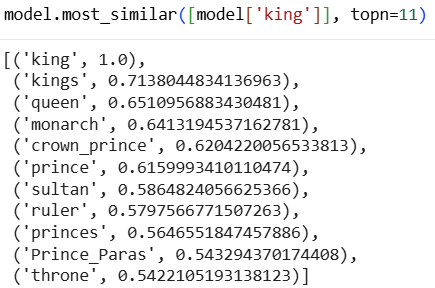 model.most_similar([model['king']], topn=11)
[('king', 1.0),
('kings', 0.7138044834136963),
('queen', 0.6510956883430481),
('monarch', 0.6413194537162781),
('crown_prince', 0.6204220056533813),
('prince', 0.6159993410110474),
('sultan', 0.5864824056625366),
('ruler', 0.5797566771507263),
('princes', 0.5646551847457886),
('Prince_Paras', 0.543294370174408),
('throne', 0.5422105193138123)]